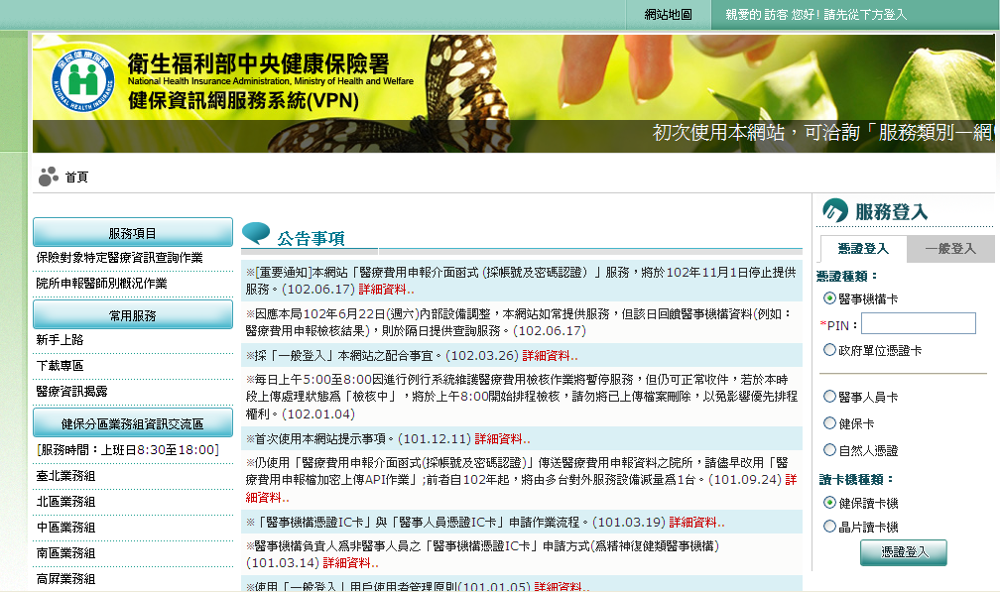 網站地圖
親愛的 訪客 您好! 請先從下方登入
衛生福利部中央健康保險署
National Health Insurance Administration, Ministry of Health and Welfare
健保資訊網服務系統(VPN)
全民健康保險
NATIONAL HEALTH INSURANCE
初次使用本網站，可洽詢「服務類別－網
首頁
服務項目
保險對象特定醫療資訊查詢作業
院所申報醫師別概況作業
常用服務
新手上路
下載專區
醫療資訊揭露
健保分區業務組資訊交流區
[服務時間：上班日8:30至18:00]
臺北業務組
北區業務組
中區業務組
南區業務組
高屏業務組
公告事項
※[重要通知]本網站「醫療費用申報介面函式 (採帳號及密碼認證) 」服務，將於102年11月1日停止提供
服務。(102.06.17) 詳細資料..
※因應本局102年6月22日(週六)內部設備調整，本網站如常提供服務，但該日回饋醫事機構資料(例如：
醫療費用申報檢核結果)，則於隔日提供查詢服務。(102.06.17)
※採「一般登入」本網站之配合事宜。(102.03.26) 詳細資料..
※每日上午5:00至8:00因進行例行系統維護醫療費用檢核作業將暫停服務，但仍可正常收件，若於本時
段上傳處理狀態為「檢核中」，將於上午8:00開始排程檢核，請勿將已上傳檔案刪除，以免影響優先排程
權利。(102.01.04)
※首次使用本網站提示事項。(101.12.11) 詳細資料..
※仍使用「醫療費用申報介面函式(採帳號及密碼認證)」傳送醫療費用申報資料之院所，請儘早改用「醫
療費用申報檔加密上傳API作業」;前者自102年起，將由多台對外服務設備減量為1台。(101.09.24) 詳
細資料..
※「醫事機構憑證IC卡」與「醫事人員憑證IC卡」申請作業流程。(101.03.19) 詳細資料..
※醫事機構負責人為非醫事人員之「醫事機構憑證IC卡」申請方式(為精神復健類醫事機構)
(101.03.14) 詳細資料..
※使用「一般登入」用戶使用者管理原則(101.01.05) 詳細資料..
服務登入
憑證登入
一般登入
憑證種類：
醫事機構卡
*PIN：
政府單位憑證卡
醫事人員卡
健保卡
自然人憑證
讀卡機種類：
健保讀卡機
晶片讀卡機
憑證登入